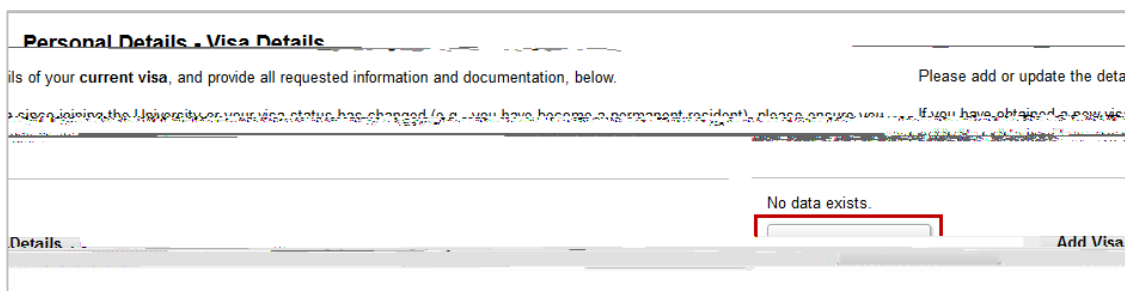 Personal Details - Visa Details
ils of your current visa, and provide all requested information and documentation, below. Please add or update the deta
since joining the University or your visa status has changed (e.g., you have become a permanent resident), please ensure you If you have obtained a new vis
No data exists.
Details Add Visa